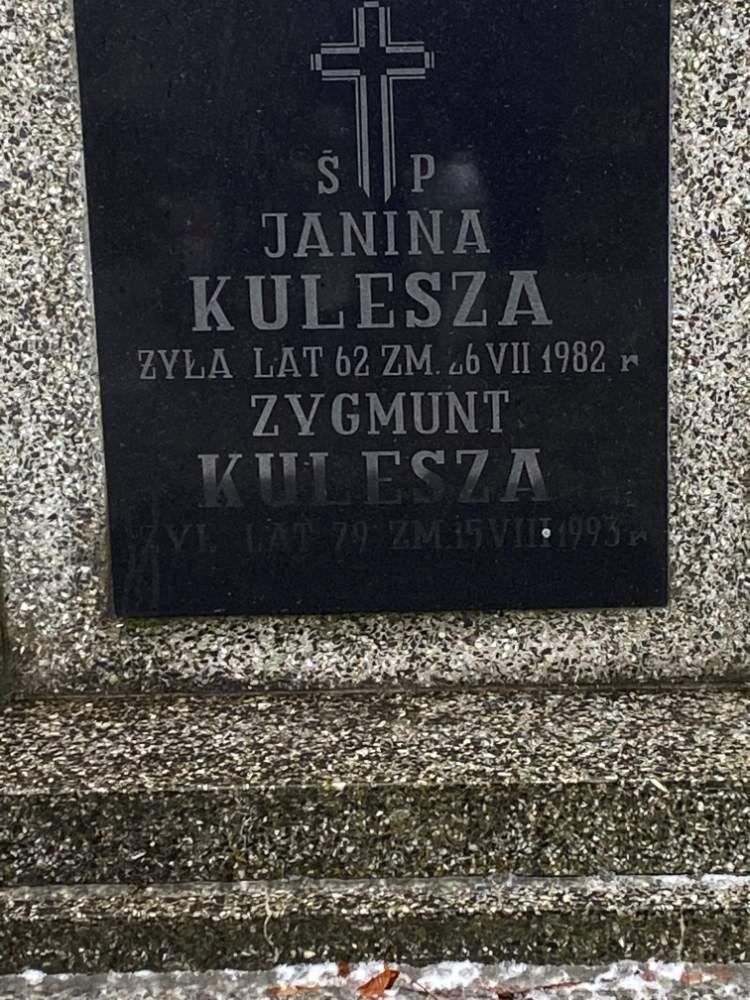 Ś P
JANINA
KULESZA
ŻYŁA LAT 62 ZM. 26 VII 1982 r
ZYGMUNT
KULESZA
ŻYŁ LAT 79 ZM. 15 VIII 1993 r